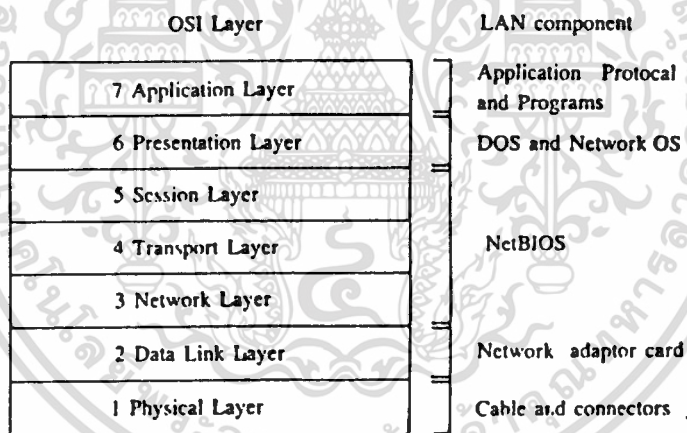 OSI Layer
LAN component
7 Application Layer
Application Protocal
and Programs
6 Presentation Layer
DOS and Network OS
5 Session Layer
4 Transport Layer
NetBIOS
3 Network Layer
2 Data Link Layer
Network adaptor card
1 Physical Layer
Cable and connectors